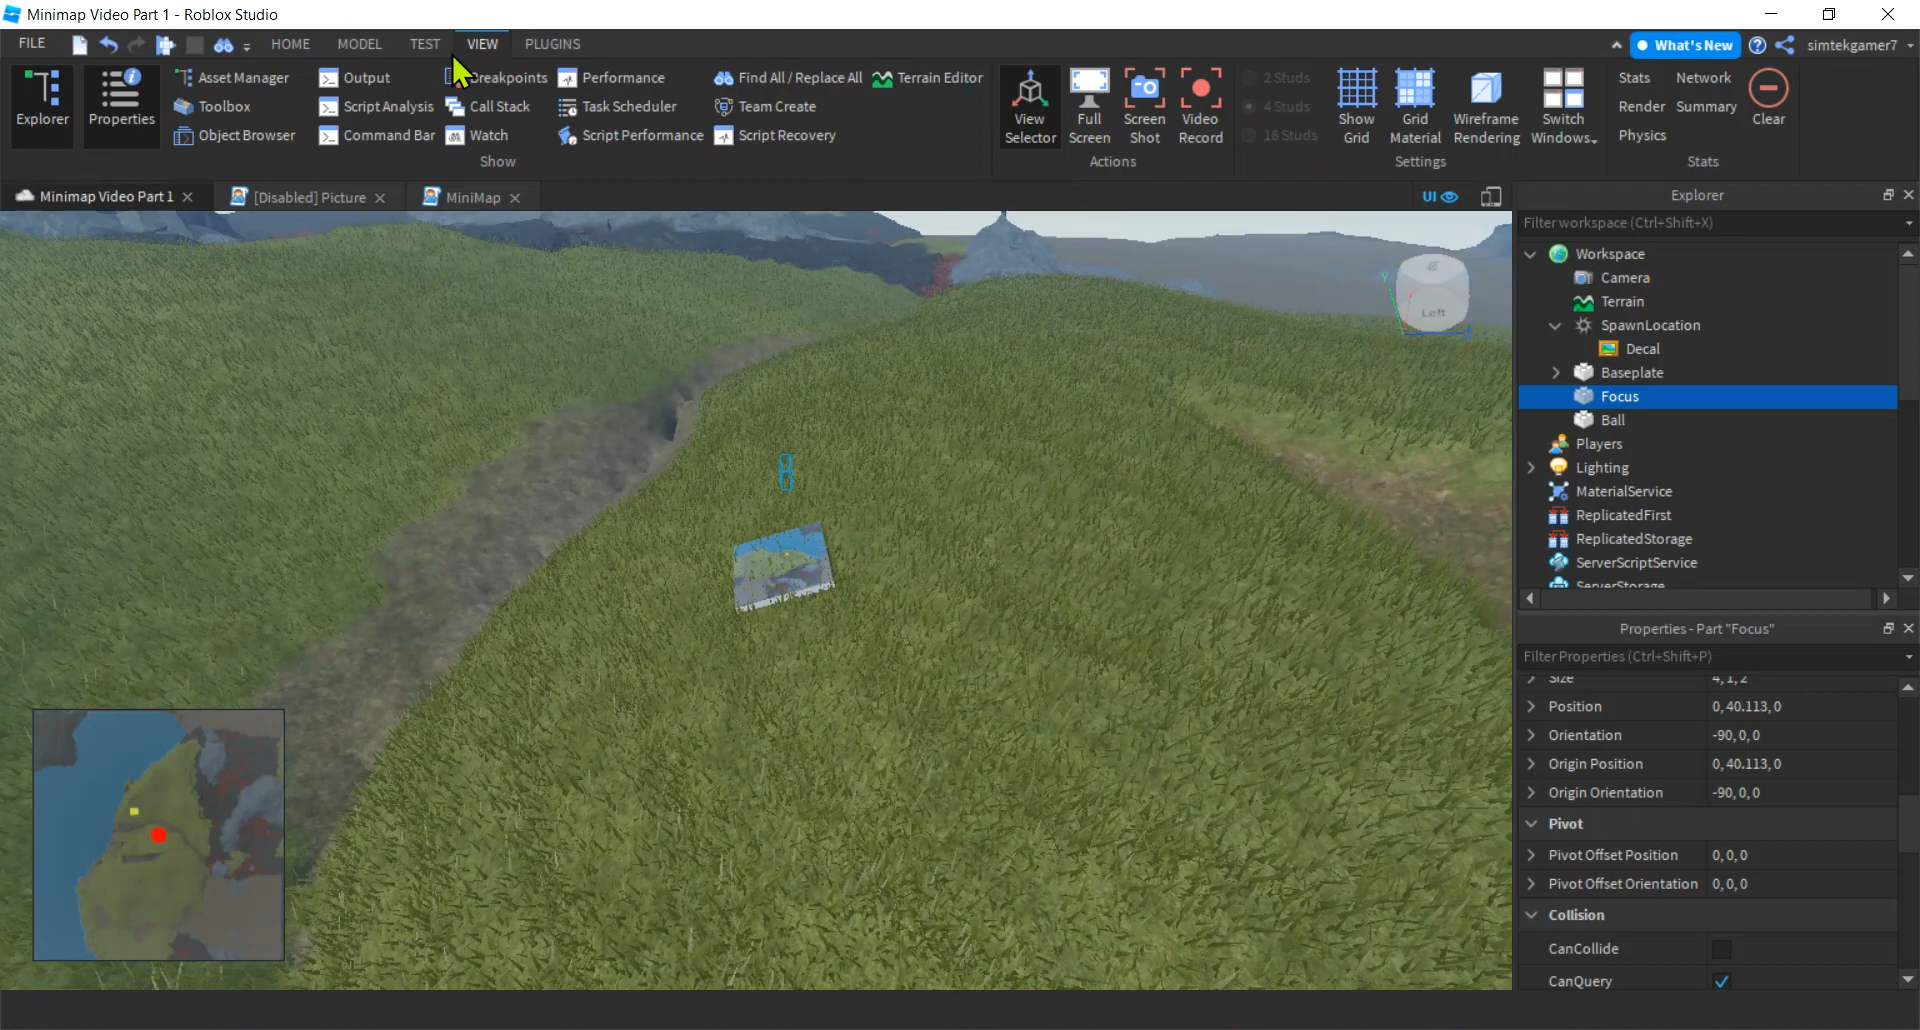 Minimap Video Part 1 - Roblox Studio
FILE HOME MODEL TEST VIEW PLUGINS What's New simtekgamer7
Explorer
Properties
Asset Manager
Toolbox
Object Browser
Output
Script Analysis
Command Bar
Breakpoints
Call Stack
Watch
Performance
Task Scheduler
Script Performance
Find All / Replace All
Team Create
Script Recovery
Terrain Editor
Show
View
Selector
Full
Screen
Screen
Shot
Video
Record
Actions
2 Studs
4 Studs
16 Studs
Show
Grid
Grid
Material
Wireframe
Rendering
Switch
Windows
Settings
Stats
Network
Render
Summary
Physics
Clear
Stats
Minimap Video Part 1
[Disabled] Picture
MiniMap
UI
Left
Explorer
Filter workspace (Ctrl+Shift+X)
Workspace
Camera
Terrain
SpawnLocation
Decal
Baseplate
Focus
Ball
Players
Lighting
MaterialService
ReplicatedFirst
ReplicatedStorage
ServerScriptService
ServerStorage
Properties - Part "Focus"
Filter Properties (Ctrl+Shift+P)
Size 4, 1, 2
Position 0, 40.113, 0
Orientation -90, 0, 0
Origin Position 0, 40.113, 0
Origin Orientation -90, 0, 0
Pivot
Pivot Offset Position 0, 0, 0
Pivot Offset Orientation 0, 0, 0
Collision
CanCollide
CanQuery